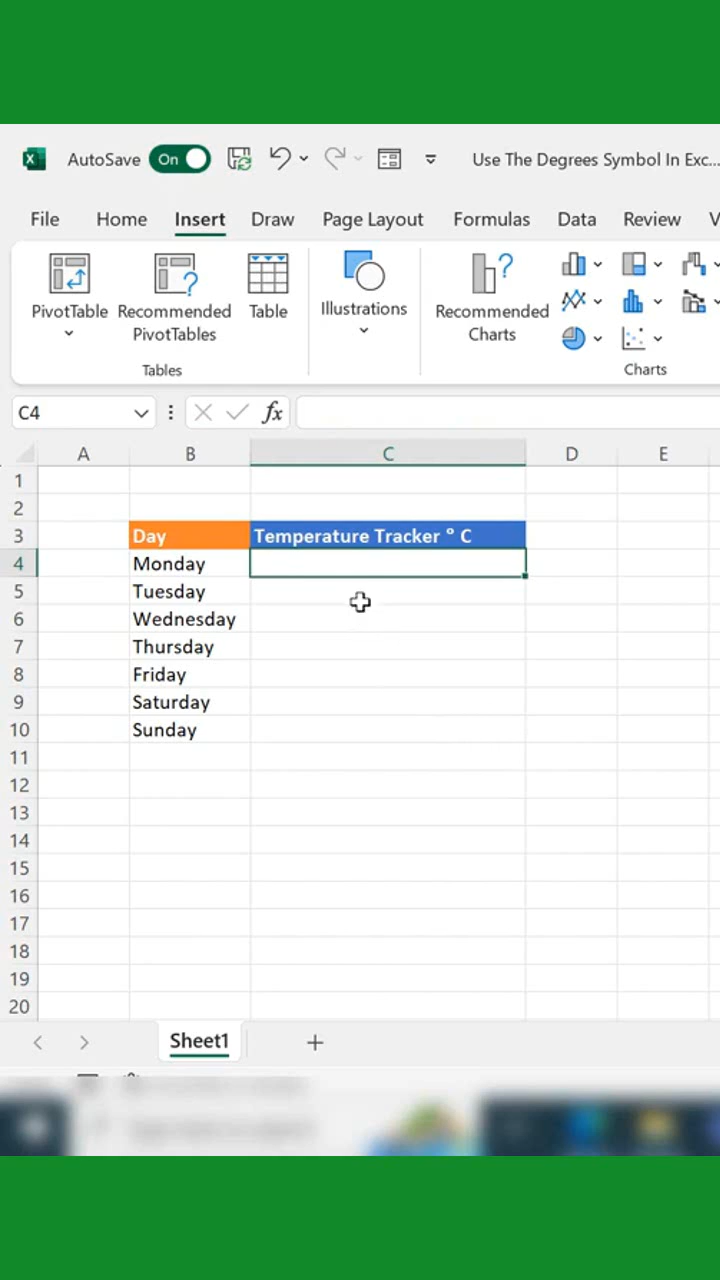 AutoSave On Use The Degrees Symbol In Exc...
File Home Insert Draw Page Layout Formulas Data Review V
PivotTable Recommended PivotTables Table Illustrations Recommended Charts
Tables Charts
C4 fx
A B C D E
1
2
3 Day Temperature Tracker ° C
4 Monday
5 Tuesday
6 Wednesday
7 Thursday
8 Friday
9 Saturday
10 Sunday
11
12
13
14
15
16
17
18
19
20
Sheet1